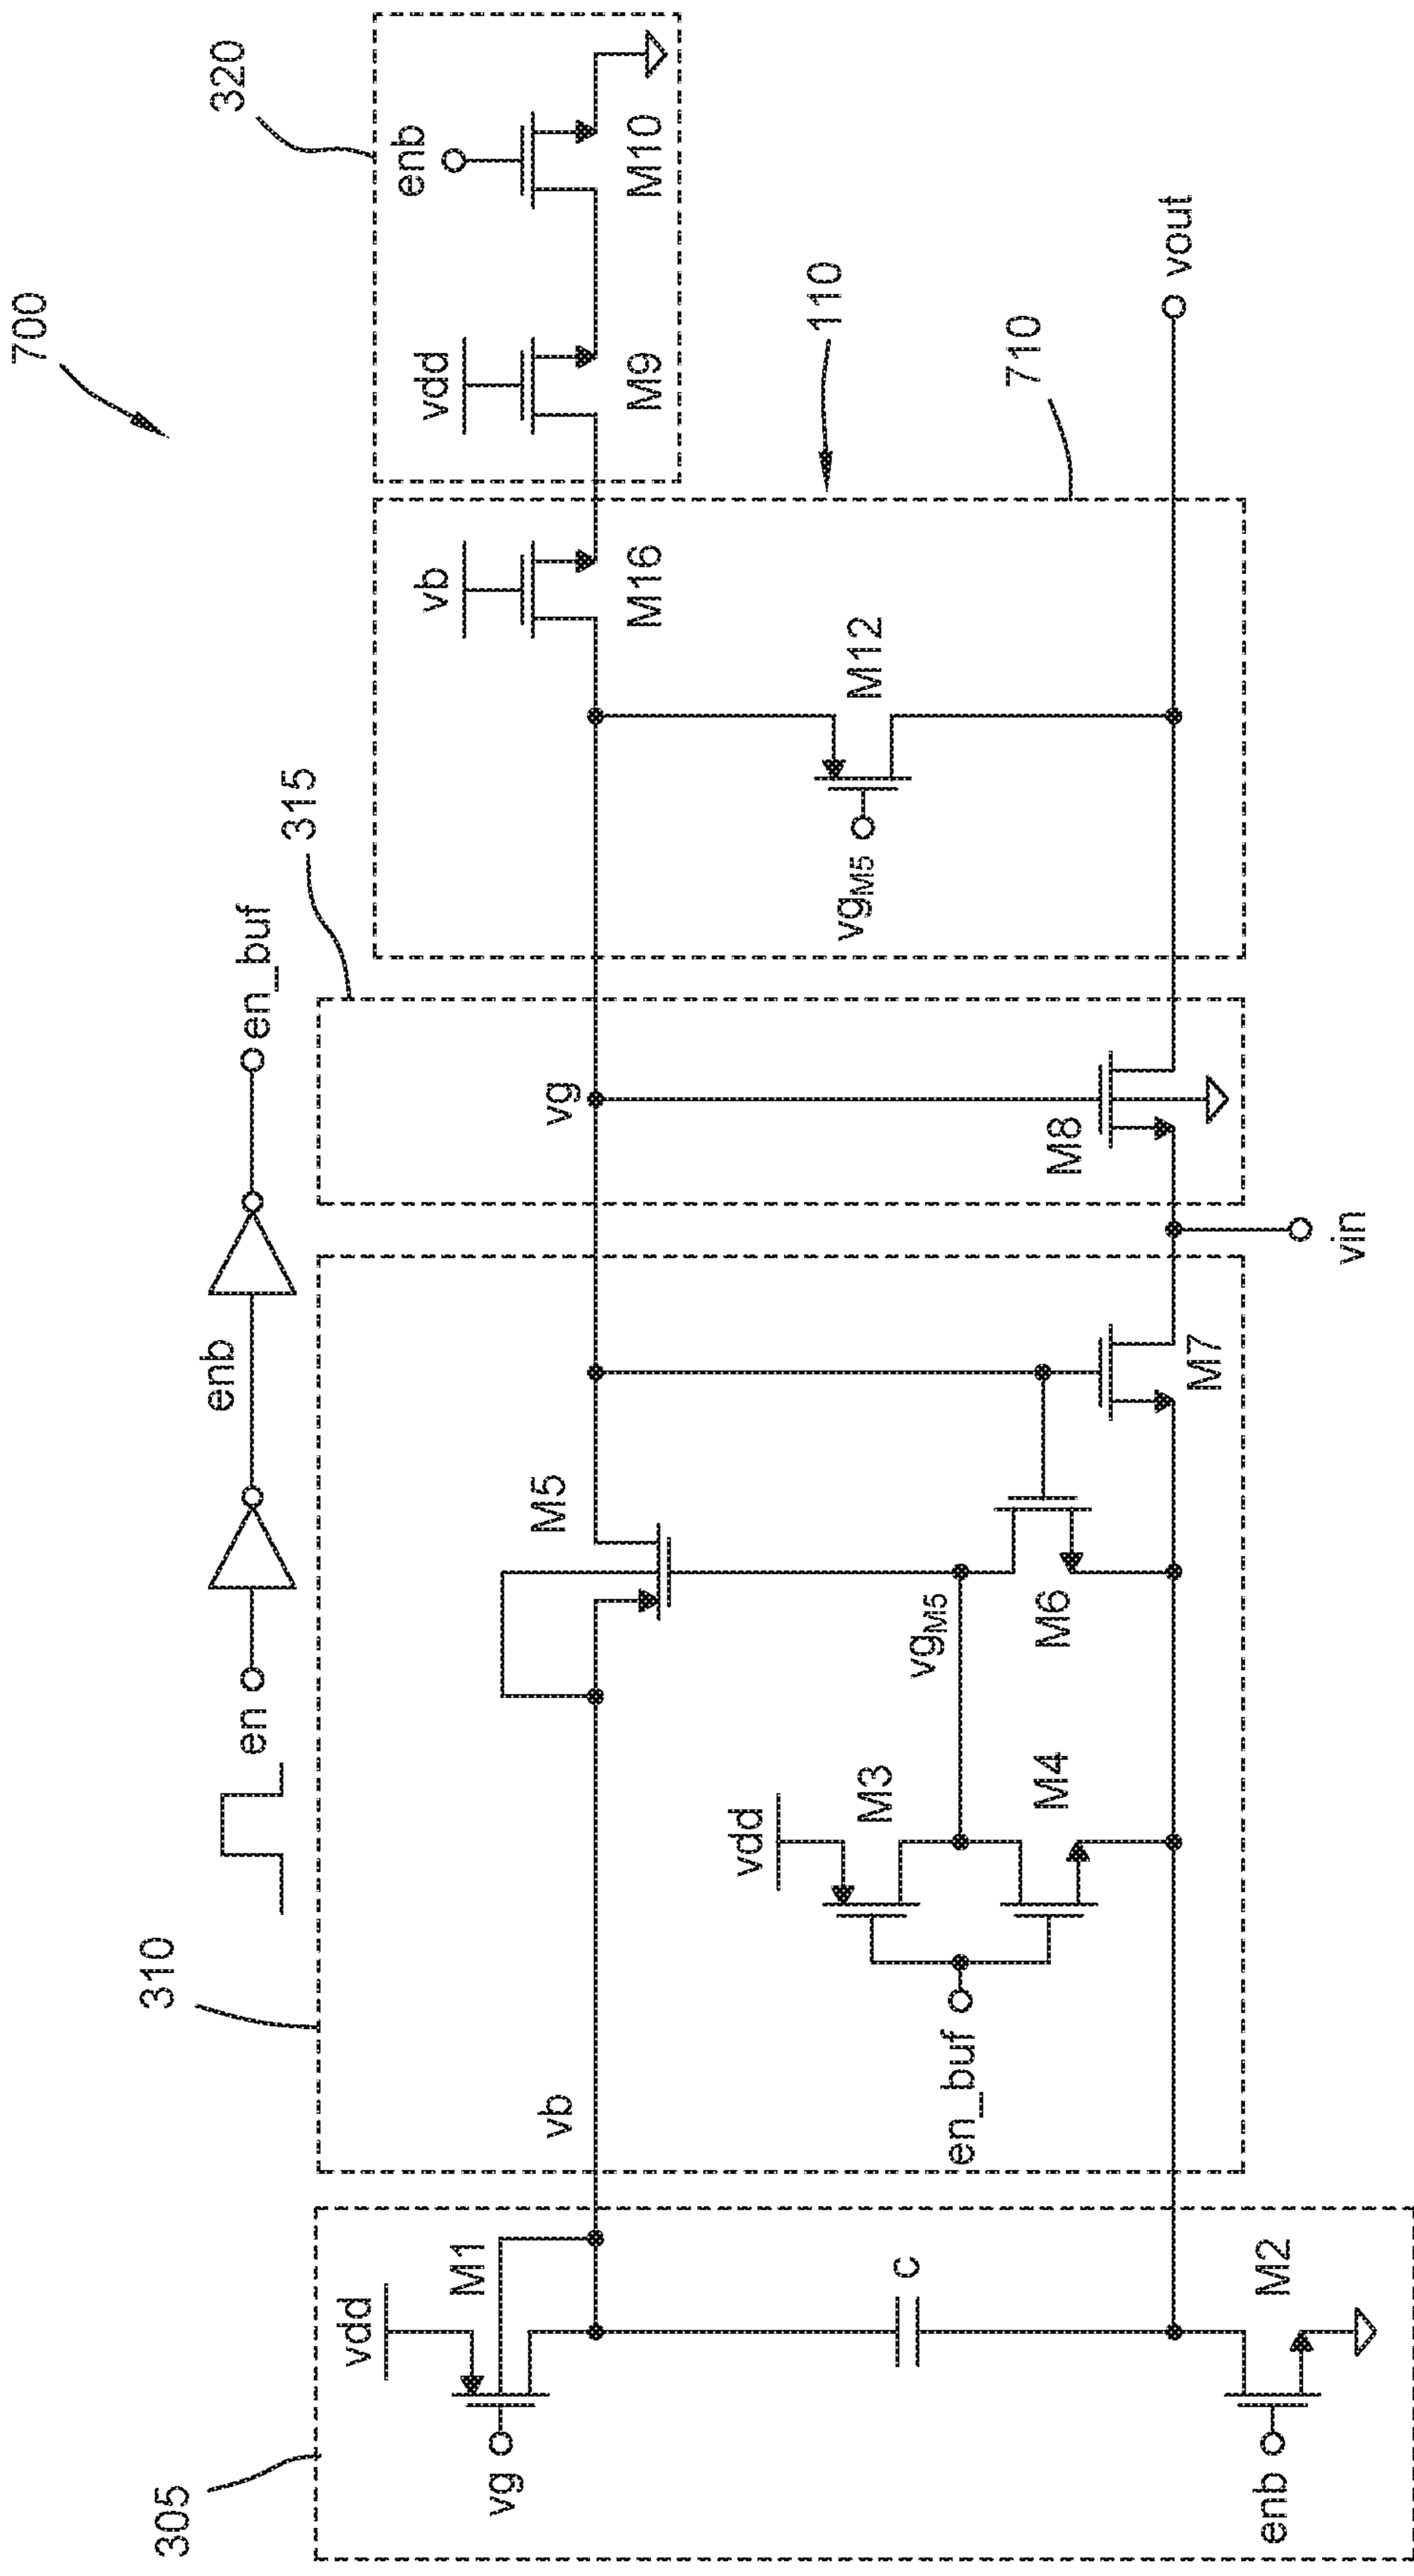 700
320
enb
M10
vdd
M9
vb
M16
110
710
vout
M12
vgM5
315
en_buf
enb
en
vg
M8
vin
310
M5
vgM5
M6
M7
vdd
M3
M4
en_buf
vb
305
vdd
M1
vg
c
M2
enb